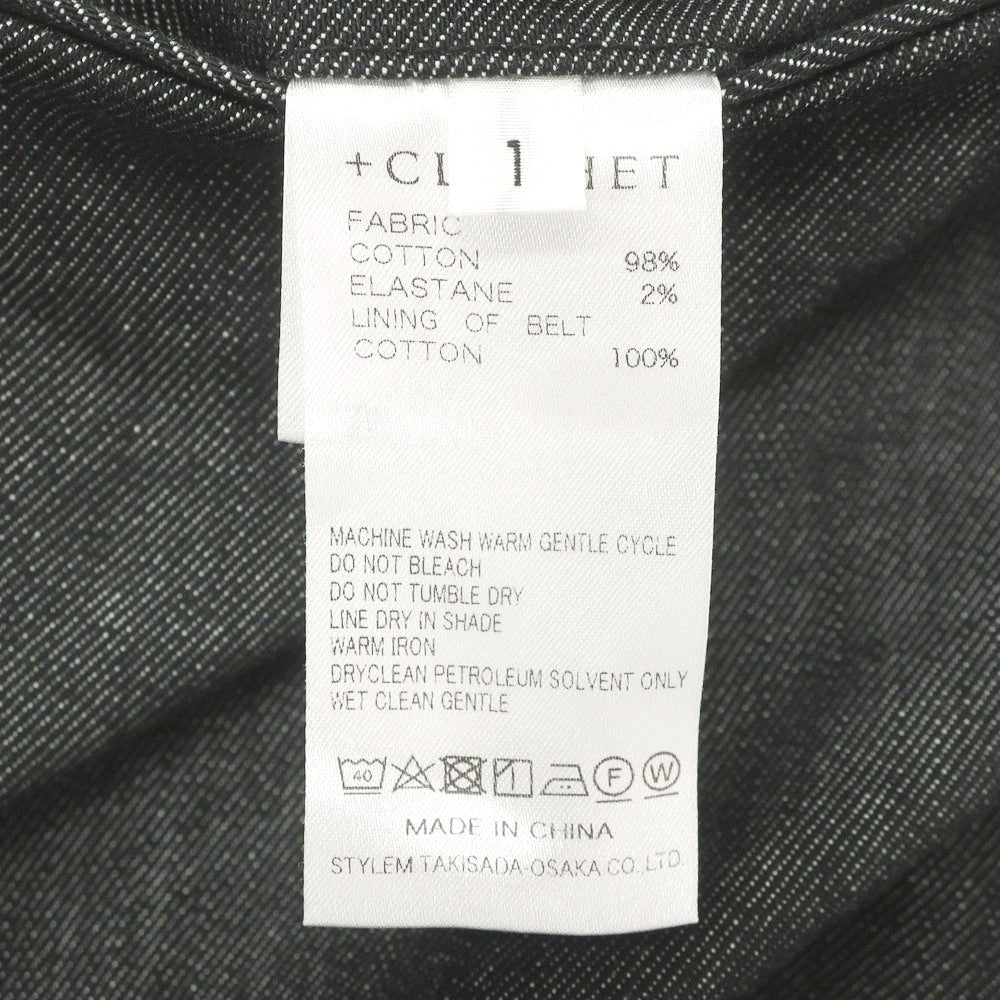 1
+CL HET
FABRIC
COTTON 98%
ELASTANE 2%
LINING OF BELT
COTTON 100%
MACHINE WASH WARM GENTLE CYCLE
DO NOT BLEACH
DO NOT TUMBLE DRY
LINE DRY IN SHADE
WARM IRON
DRYCLEAN PETROLEUM SOLVENT ONLY
WET CLEAN GENTLE
40 F W
MADE IN CHINA
STYLEM TAKISADA-OSAKA CO.,LTD.